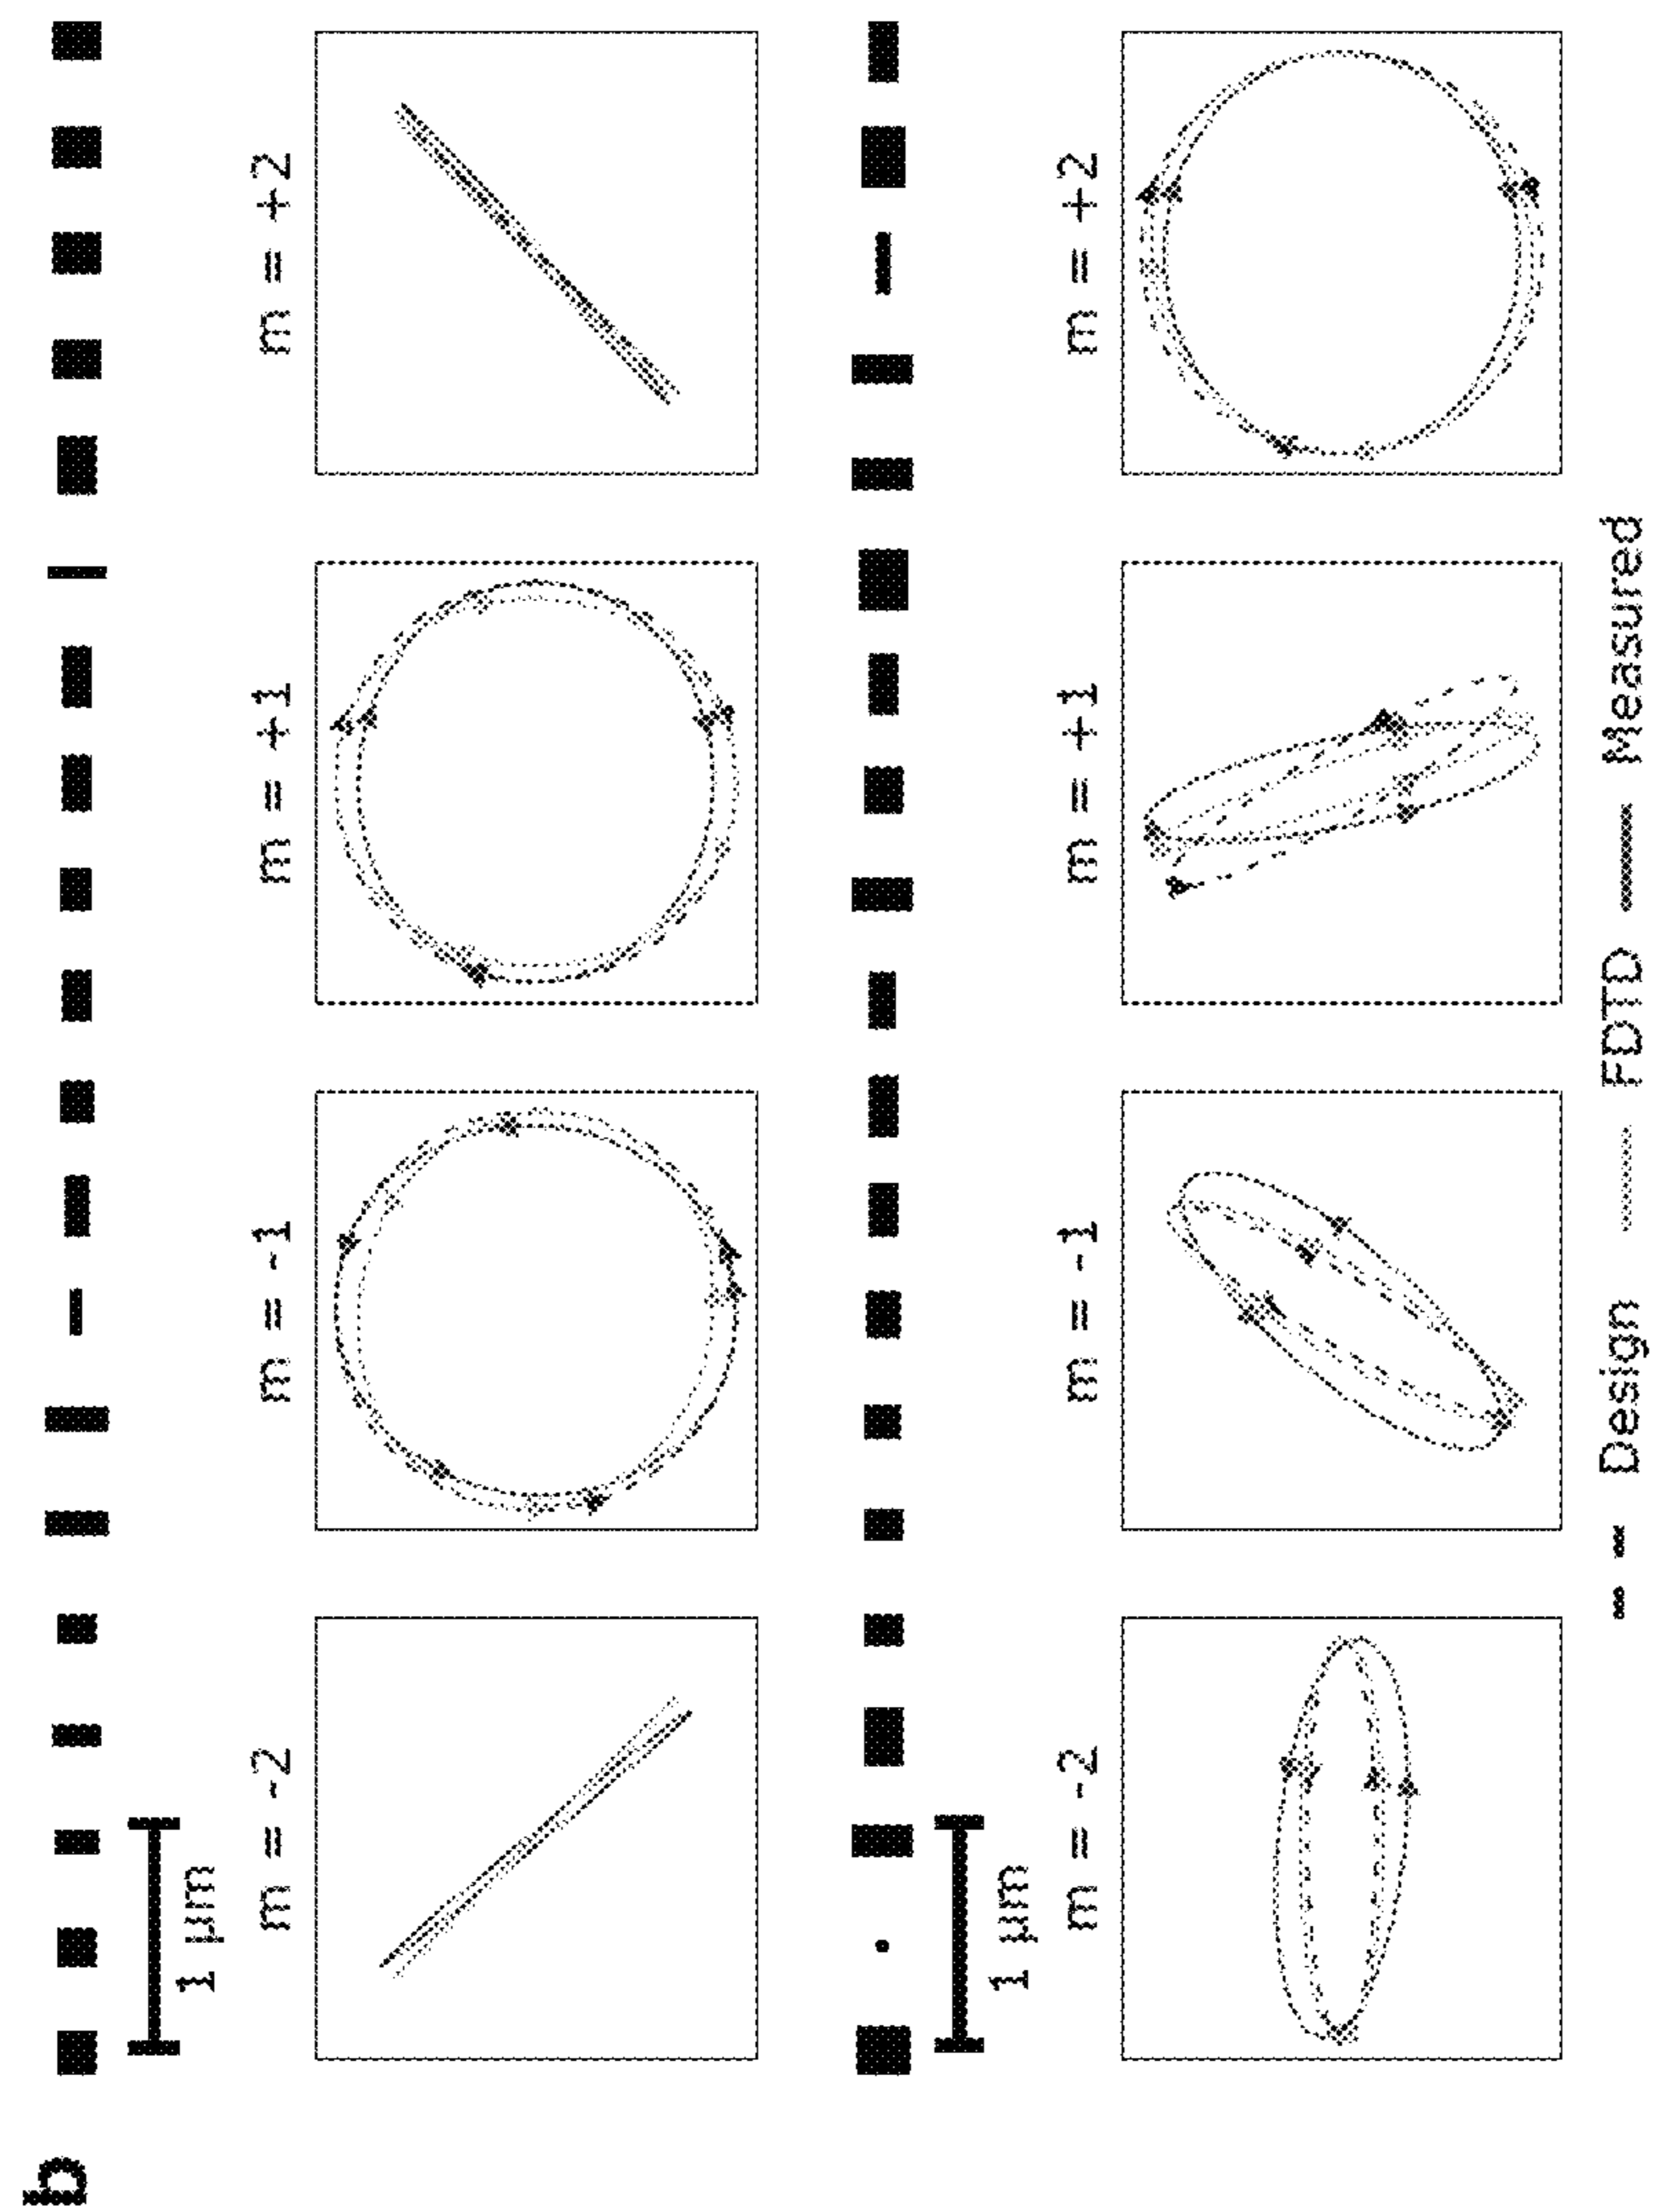 b
1 μm
m = -2 m = -1 m = +1 m = +2
1 μm
m = -2 m = -1 m = +1 m = +2
Design FDTD Measured